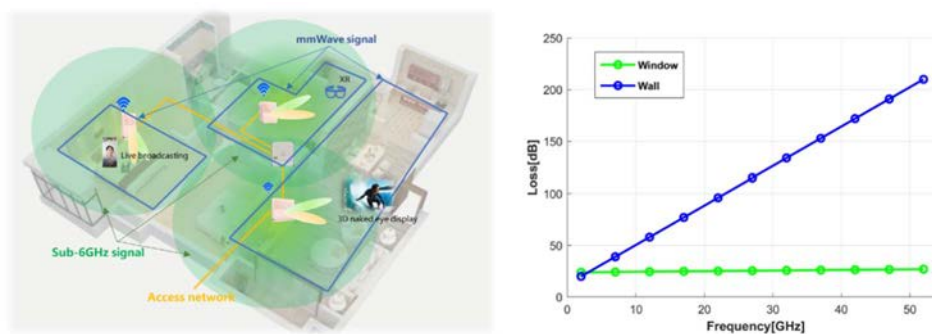 mmWave signal
XR
Live broadcasting
3D naked eye display
Sub-6GHz signal
Access network
250
200
150
100
50
0
Loss[dB]
Window
Wall
0
10
20
30
40
50
Frequency[GHz]